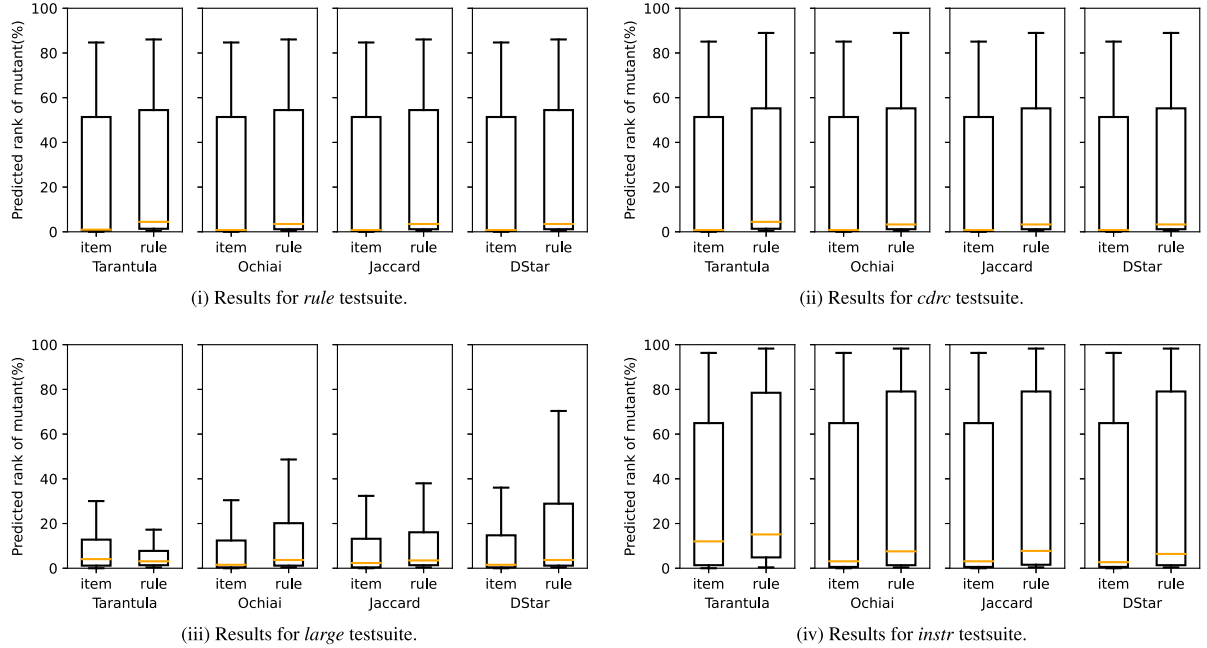 100
80
60
40
20
0
Predicted rank of mutant(%)
item rule item rule item rule item rule
Tarantula Ochiai Jaccard DStar
(i) Results for rule testsuite.
100
80
60
40
20
0
Predicted rank of mutant(%)
item rule item rule item rule item rule
Tarantula Ochiai Jaccard DStar
(ii) Results for cdrc testsuite.
100
80
60
40
20
0
Predicted rank of mutant(%)
item rule item rule item rule item rule
Tarantula Ochiai Jaccard DStar
(iii) Results for large testsuite.
100
80
60
40
20
0
Predicted rank of mutant(%)
item rule item rule item rule item rule
Tarantula Ochiai Jaccard DStar
(iv) Results for instr testsuite.